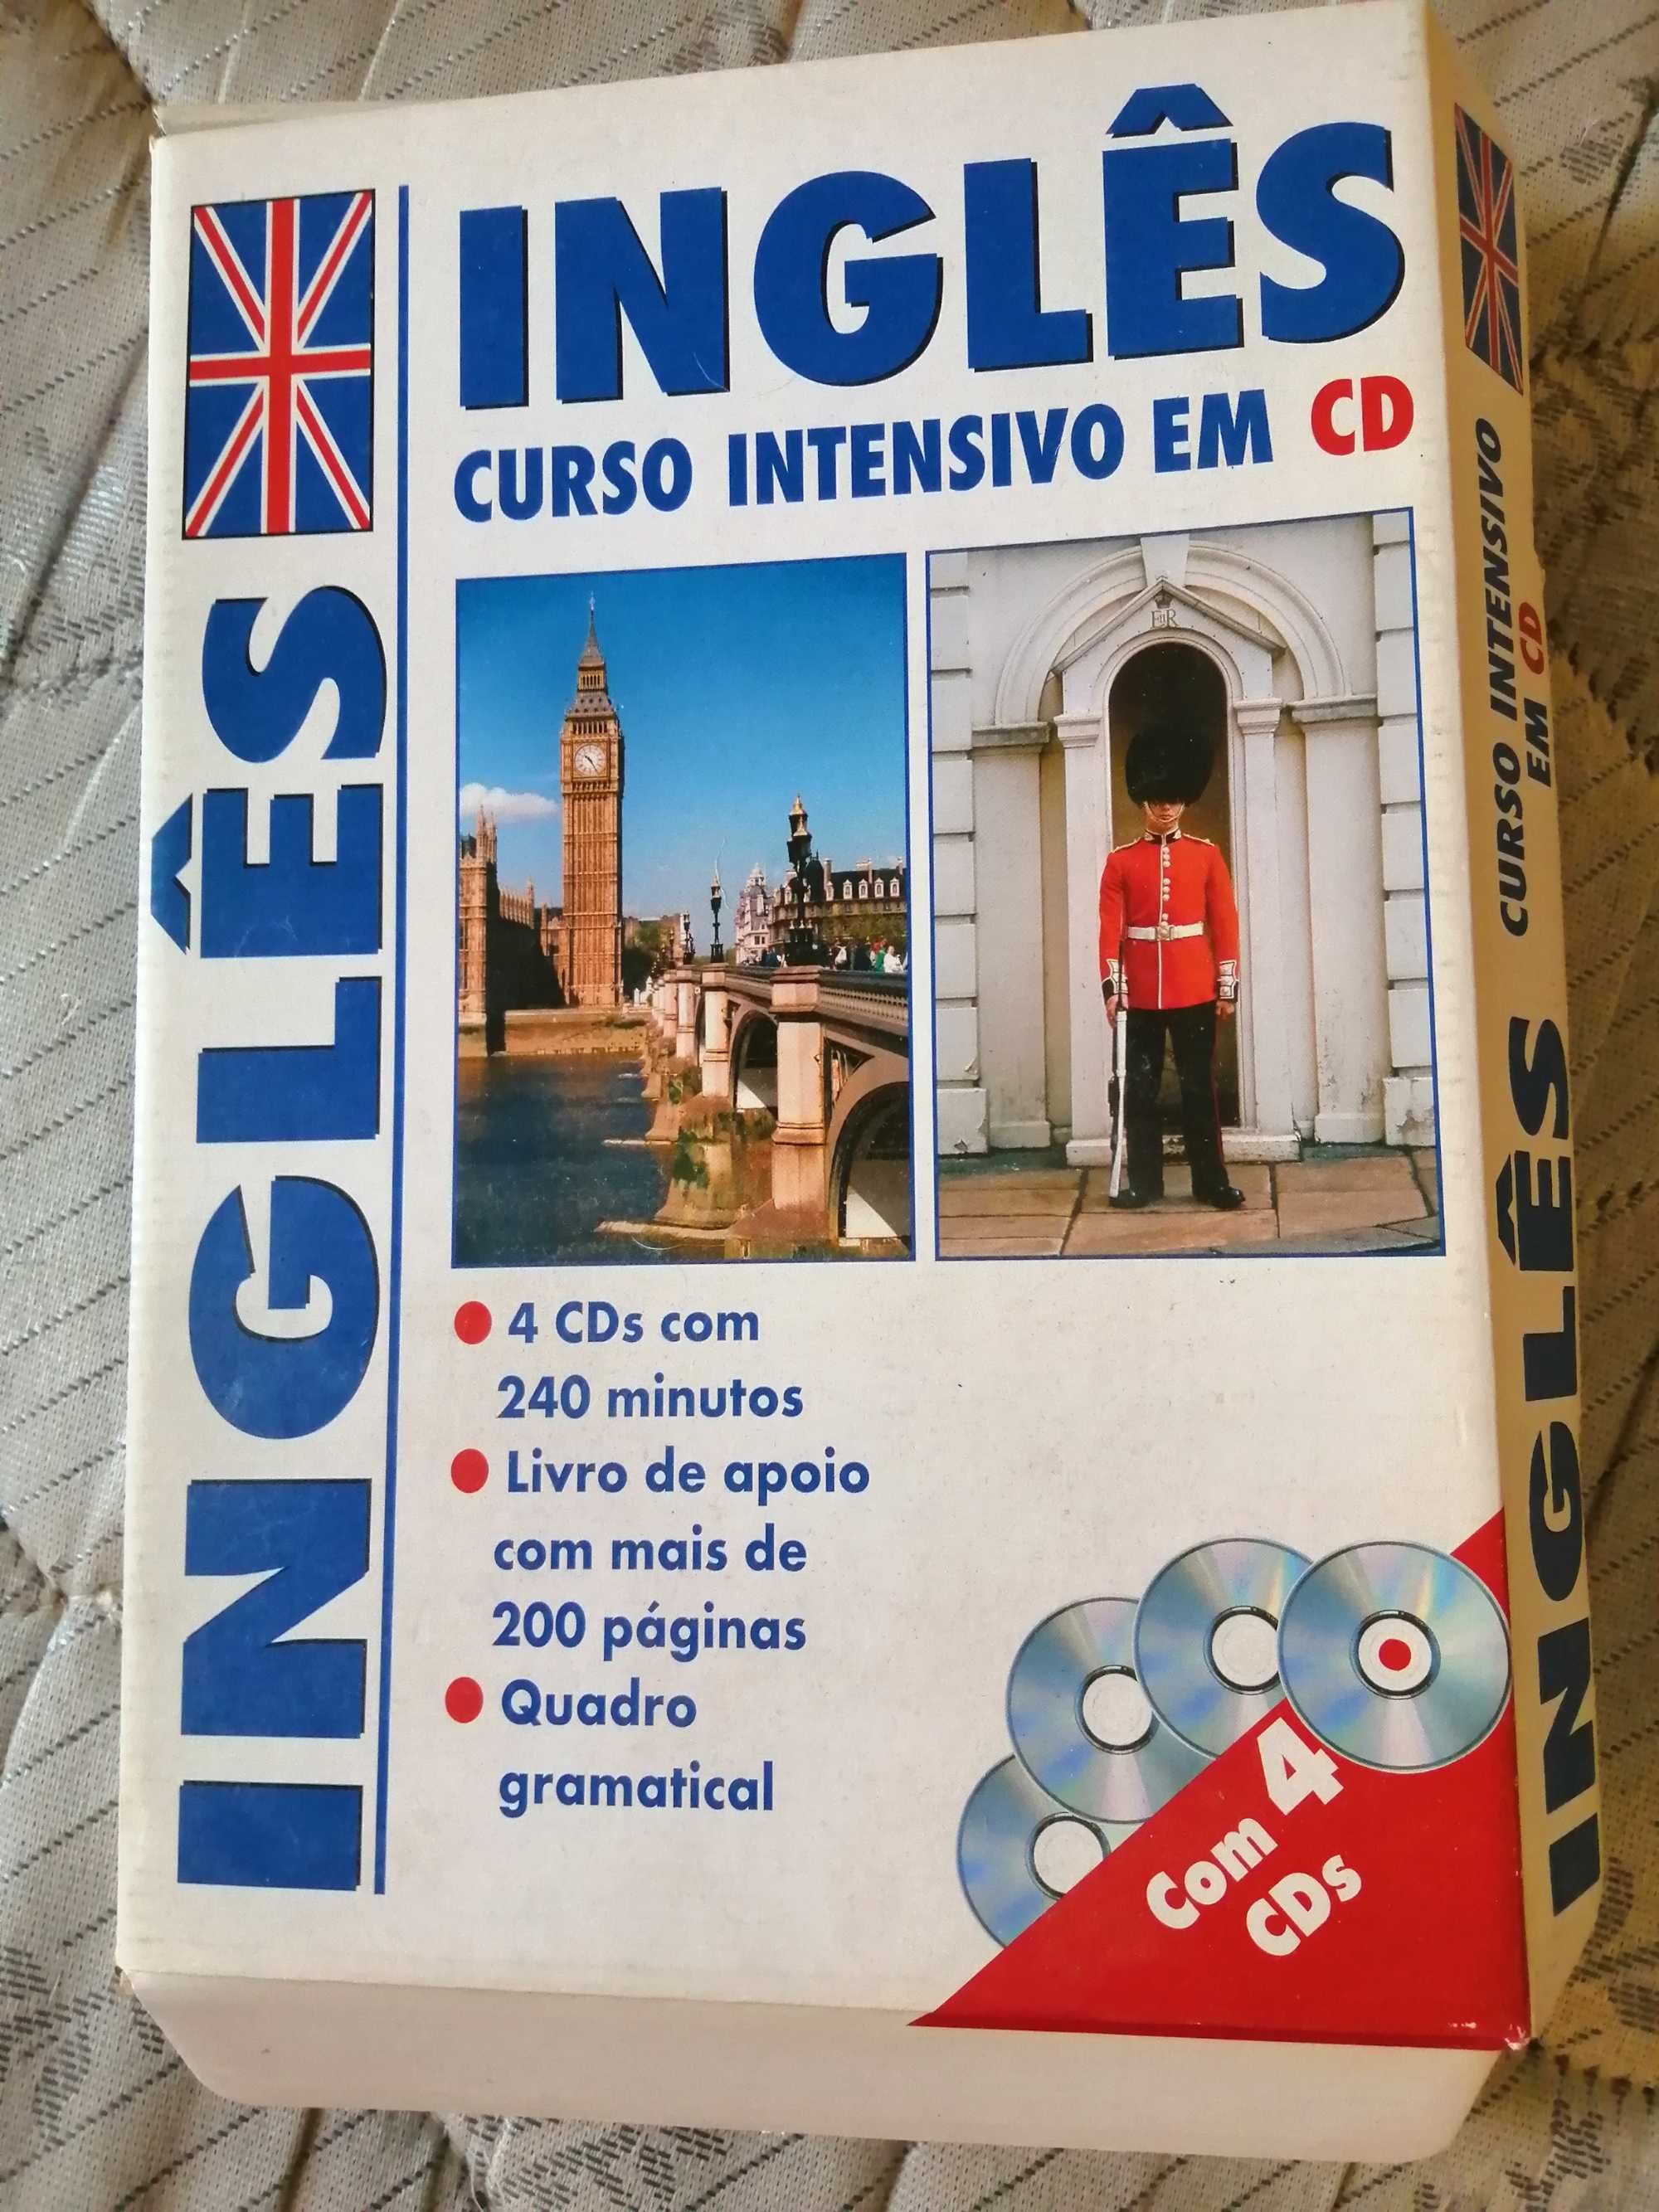 INGLÊS
INGLÊS
CURSO INTENSIVO EM CD
EIIR
4 CDs com
240 minutos
Livro de apoio
com mais de
200 páginas
Quadro
gramatical
Com 4
CDs
INGLÊS CURSO INTENSIVO
EM CD